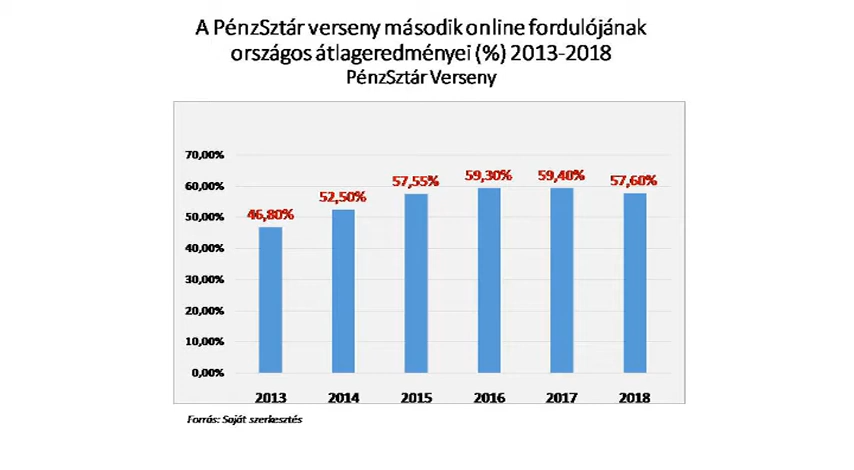 A PénzSztár verseny második online fordulójának
országos átlageredményei (%) 2013-2018
PénzSztár Verseny
70,00%
60,00%
50,00%
40,00%
30,00%
20,00%
10,00%
0,00%
46,80%
52,50%
57,55%
59,30%
59,40%
57,60%
2013 2014 2015 2016 2017 2018
Forrás: Saját szerkesztés